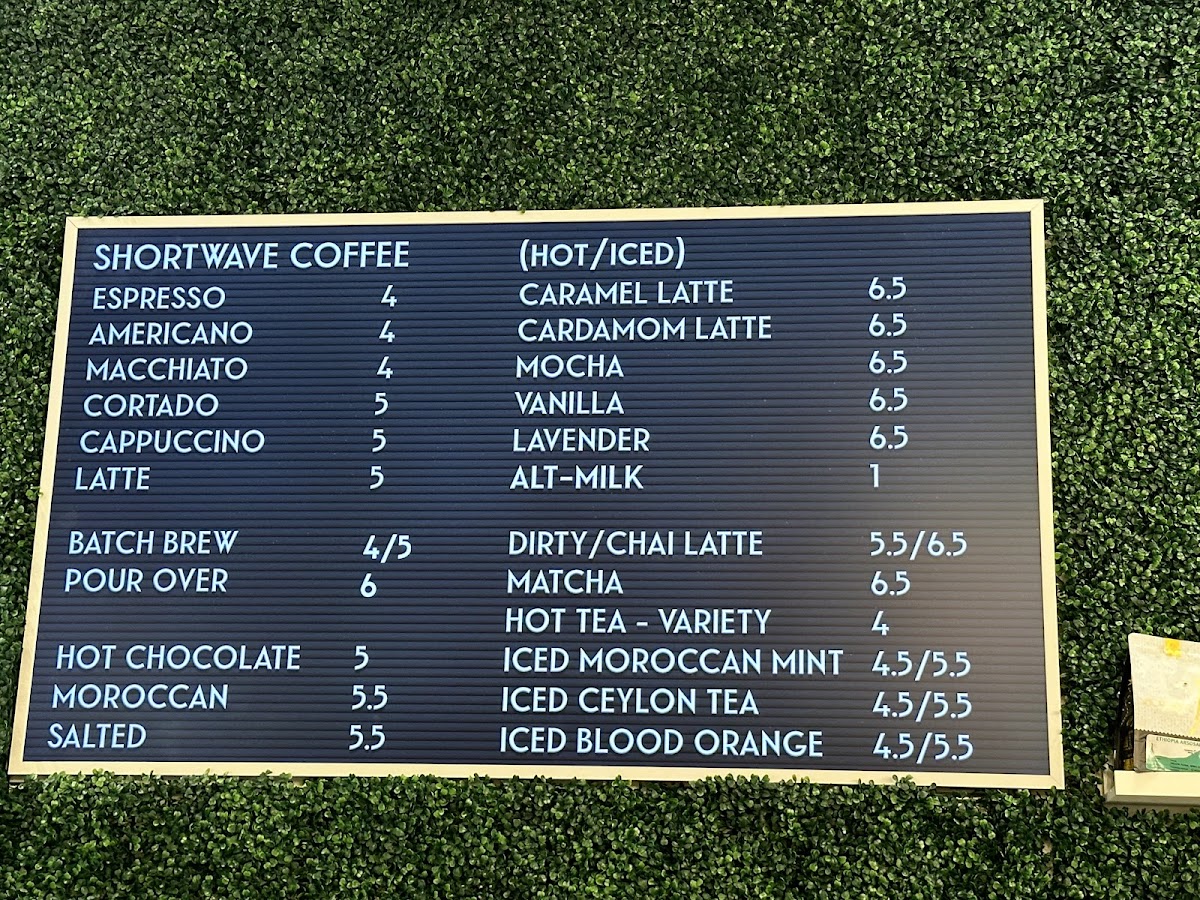 SHORTWAVE COFFEE
ESPRESSO 4
AMERICANO 4
MACCHIATO 4
CORTADO 5
CAPPUCCINO 5
LATTE 5
BATCH BREW 4/5
POUR OVER 6
HOT CHOCOLATE 5
MOROCCAN 5.5
SALTED 5.5
(HOT/ICED)
CARAMEL LATTE 6.5
CARDAMOM LATTE 6.5
MOCHA 6.5
VANILLA 6.5
LAVENDER 6.5
ALT-MILK 1
DIRTY/CHAI LATTE 5.5/6.5
MATCHA 6.5
HOT TEA - VARIETY 4
ICED MOROCCAN MINT 4.5/5.5
ICED CEYLON TEA 4.5/5.5
ICED BLOOD ORANGE 4.5/5.5
ETHIOPIA